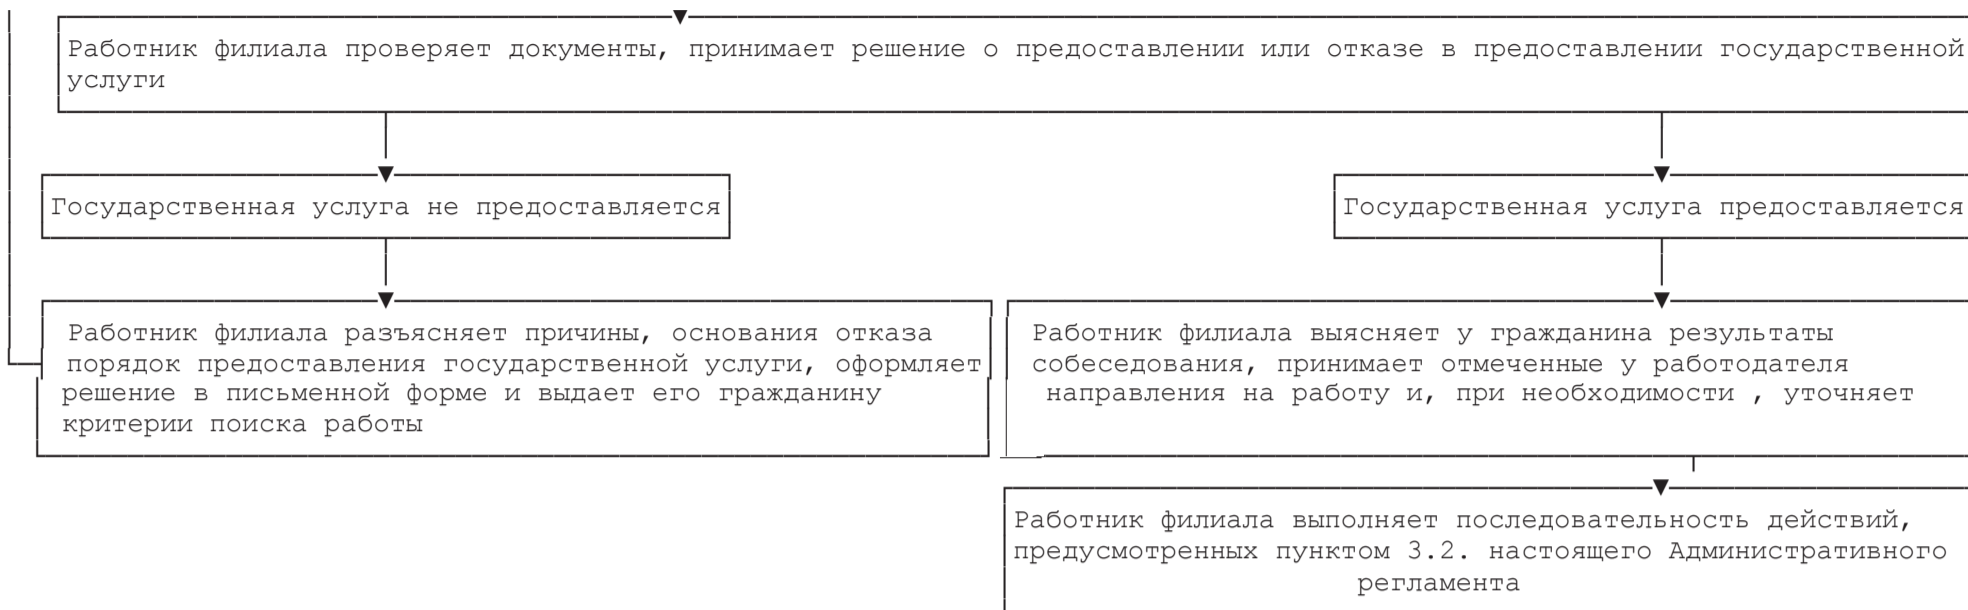 Работник филиала проверяет документы, принимает решение о предоставлении или отказе в предоставлении государственной
услуги
Государственная услуга не предоставляется
Государственная услуга предоставляется
Работник филиала разъясняет причины, основания отказа
порядок предоставления государственной услуги, оформляет
решение в письменной форме и выдает его гражданину
критерии поиска работы
Работник филиала выясняет у гражданина результаты
собеседования, принимает отмеченные у работодателя
направления на работу и, при необходимости , уточняет
Работник филиала выполняет последовательность действий,
предусмотренных пунктом 3.2. настоящего Административного
регламента